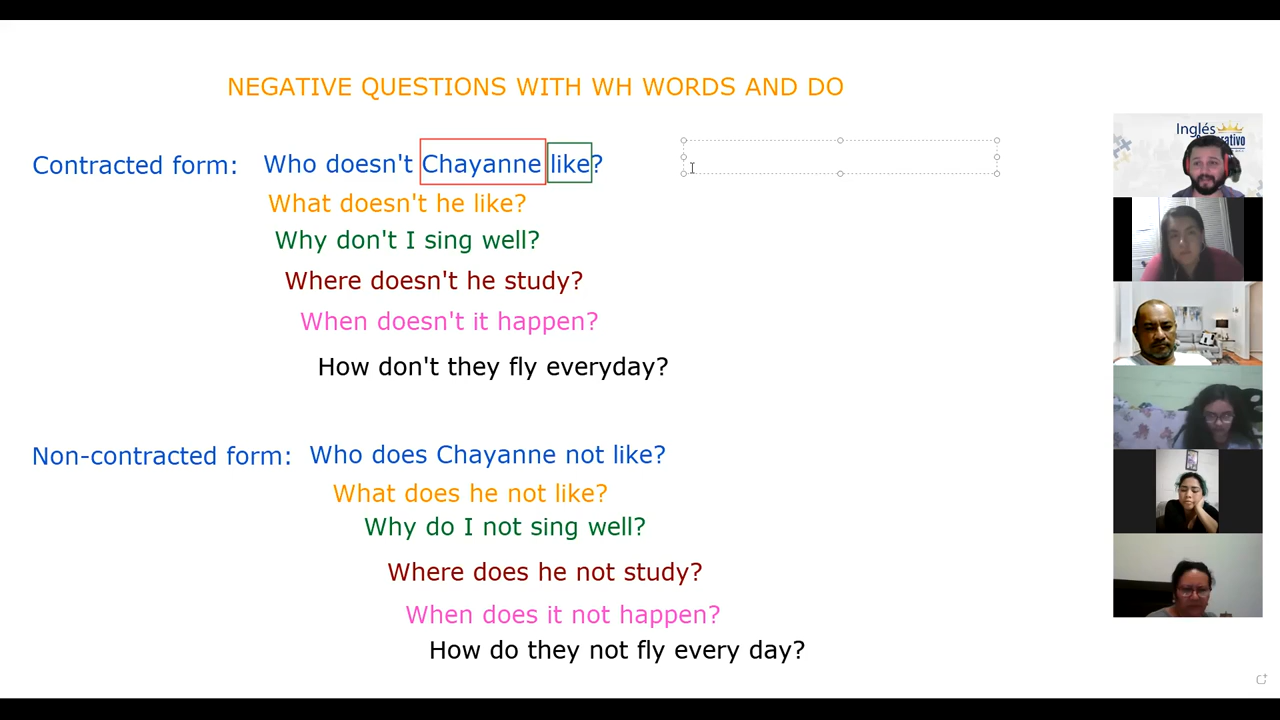 NEGATIVE QUESTIONS WITH WH WORDS AND DO
Contracted form: Who doesn't Chayanne like?
What doesn't he like?
Why don't I sing well?
Where doesn't he study?
When doesn't it happen?
How don't they fly everyday?
Non-contracted form: Who does Chayanne not like?
What does he not like?
Why do I not sing well?
Where does he not study?
When does it not happen?
How do they not fly every day?
Inglés